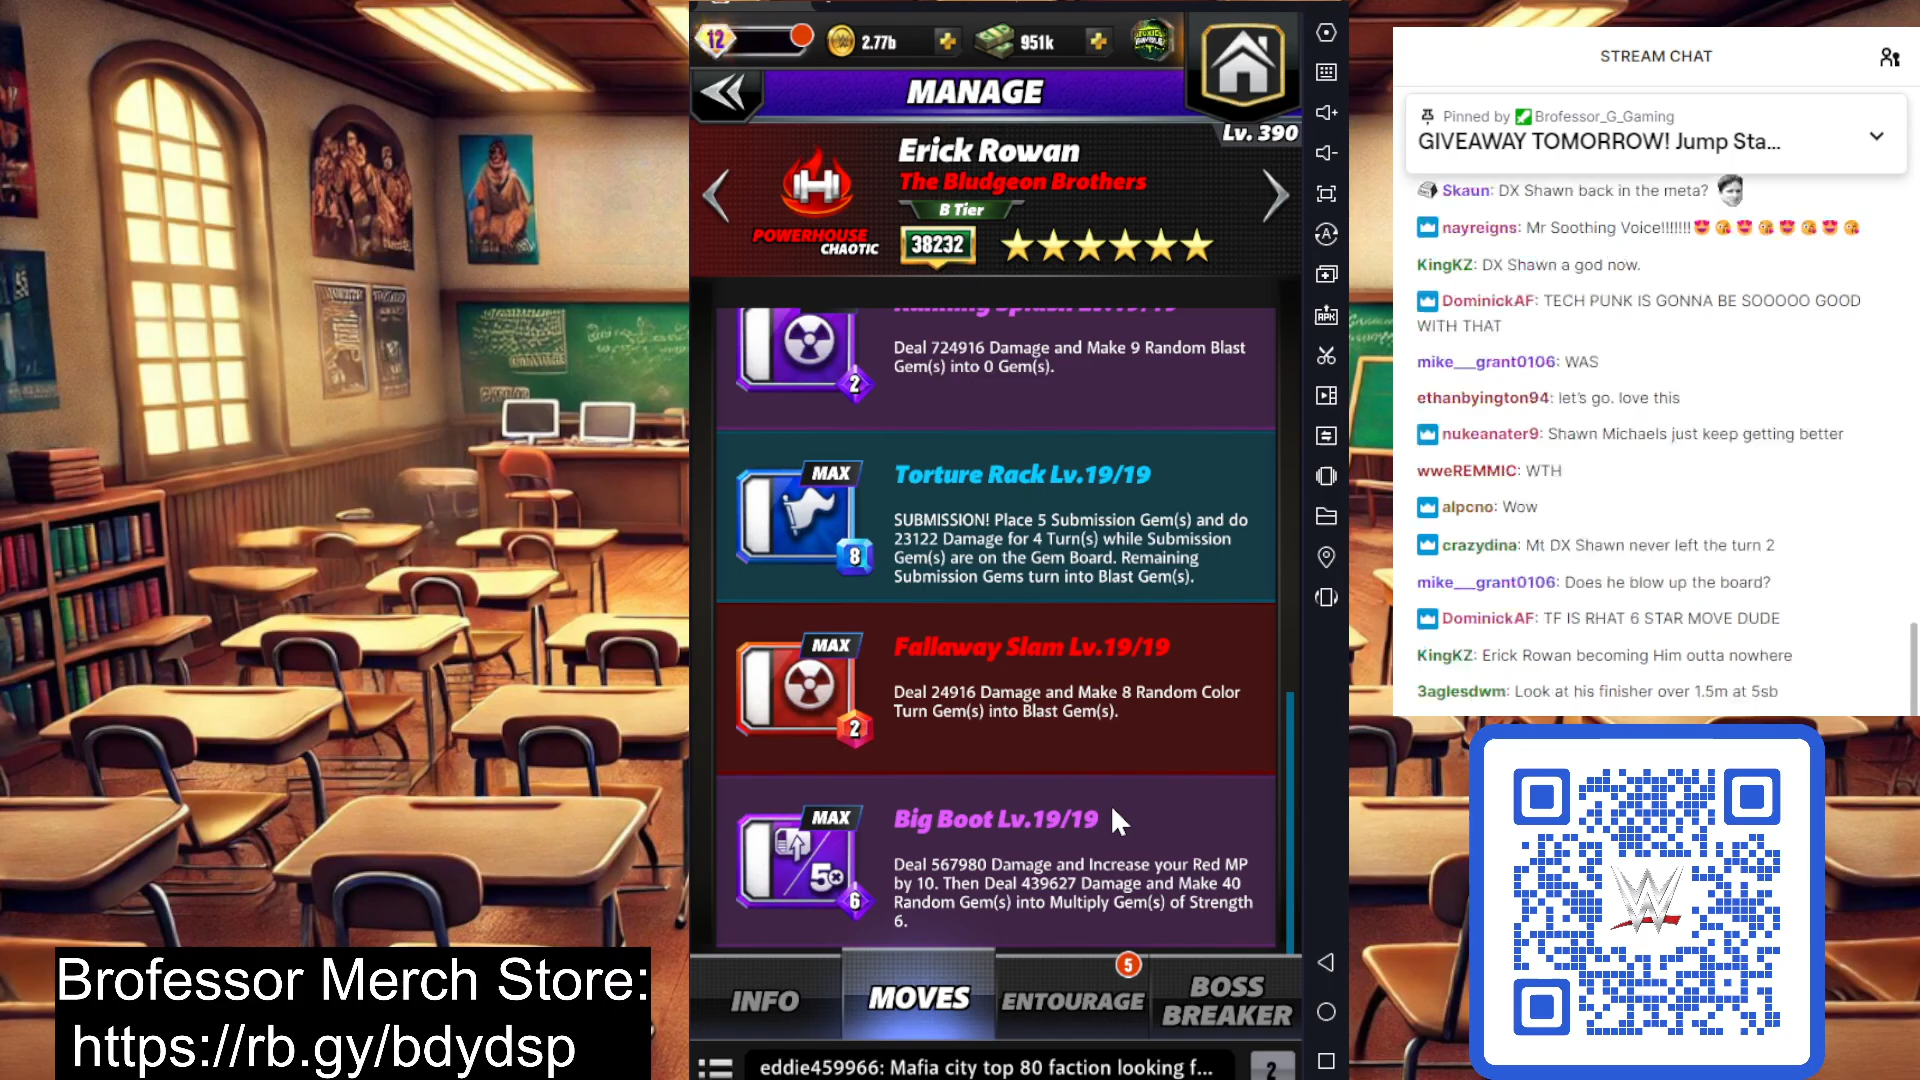 12
2.77b
951k
MANAGE
Lv. 390
Erick Rowan
The Bludgeon Brothers
B Tier
POWERHOUSE
CHAOTIC
38232
Running Splash Lv.19/19
Deal 724916 Damage and Make 9 Random Blast
Gem(s) into 0 Gem(s).
2
MAX
Torture Rack Lv.19/19
SUBMISSION! Place 5 Submission Gem(s) and do
23122 Damage for 4 Turn(s) while Submission
Gem(s) are on the Gem Board. Remaining
Submission Gems turn into Blast Gem(s).
8
MAX
Fallaway Slam Lv.19/19
Deal 24916 Damage and Make 8 Random Color
Turn Gem(s) into Blast Gem(s).
2
MAX
Big Boot Lv.19/19
Deal 567980 Damage and Increase your Red MP
by 10. Then Deal 439627 Damage and Make 40
Random Gem(s) into Multiply Gem(s) of Strength
6.
5x
6
INFO
MOVES
ENTOURAGE
5
BOSS
BREAKER
eddie459966: Mafia city top 80 faction looking f...
2
APK
STREAM CHAT
Pinned by Brofessor_G_Gaming
GIVEAWAY TOMORROW! Jump Sta...
Skaun: DX Shawn back in the meta?
nayreigns: Mr Soothing Voice!!!!!!!
KingKZ: DX Shawn a god now.
DominickAF: TECH PUNK IS GONNA BE SOOOOO GOOD
WITH THAT
mike___grant0106: WAS
ethanbyington94: let's go. love this
nukeanater9: Shawn Michaels just keep getting better
wweREMMIC: WTH
alpcno: Wow
crazydina: Mt DX Shawn never left the turn 2
mike___grant0106: Does he blow up the board?
DominickAF: TF IS RHAT 6 STAR MOVE DUDE
KingKZ: Erick Rowan becoming Him outta nowhere
3aglesdwm: Look at his finisher over 1.5m at 5sb
Brofessor Merch Store:
https://rb.gy/bdydsp